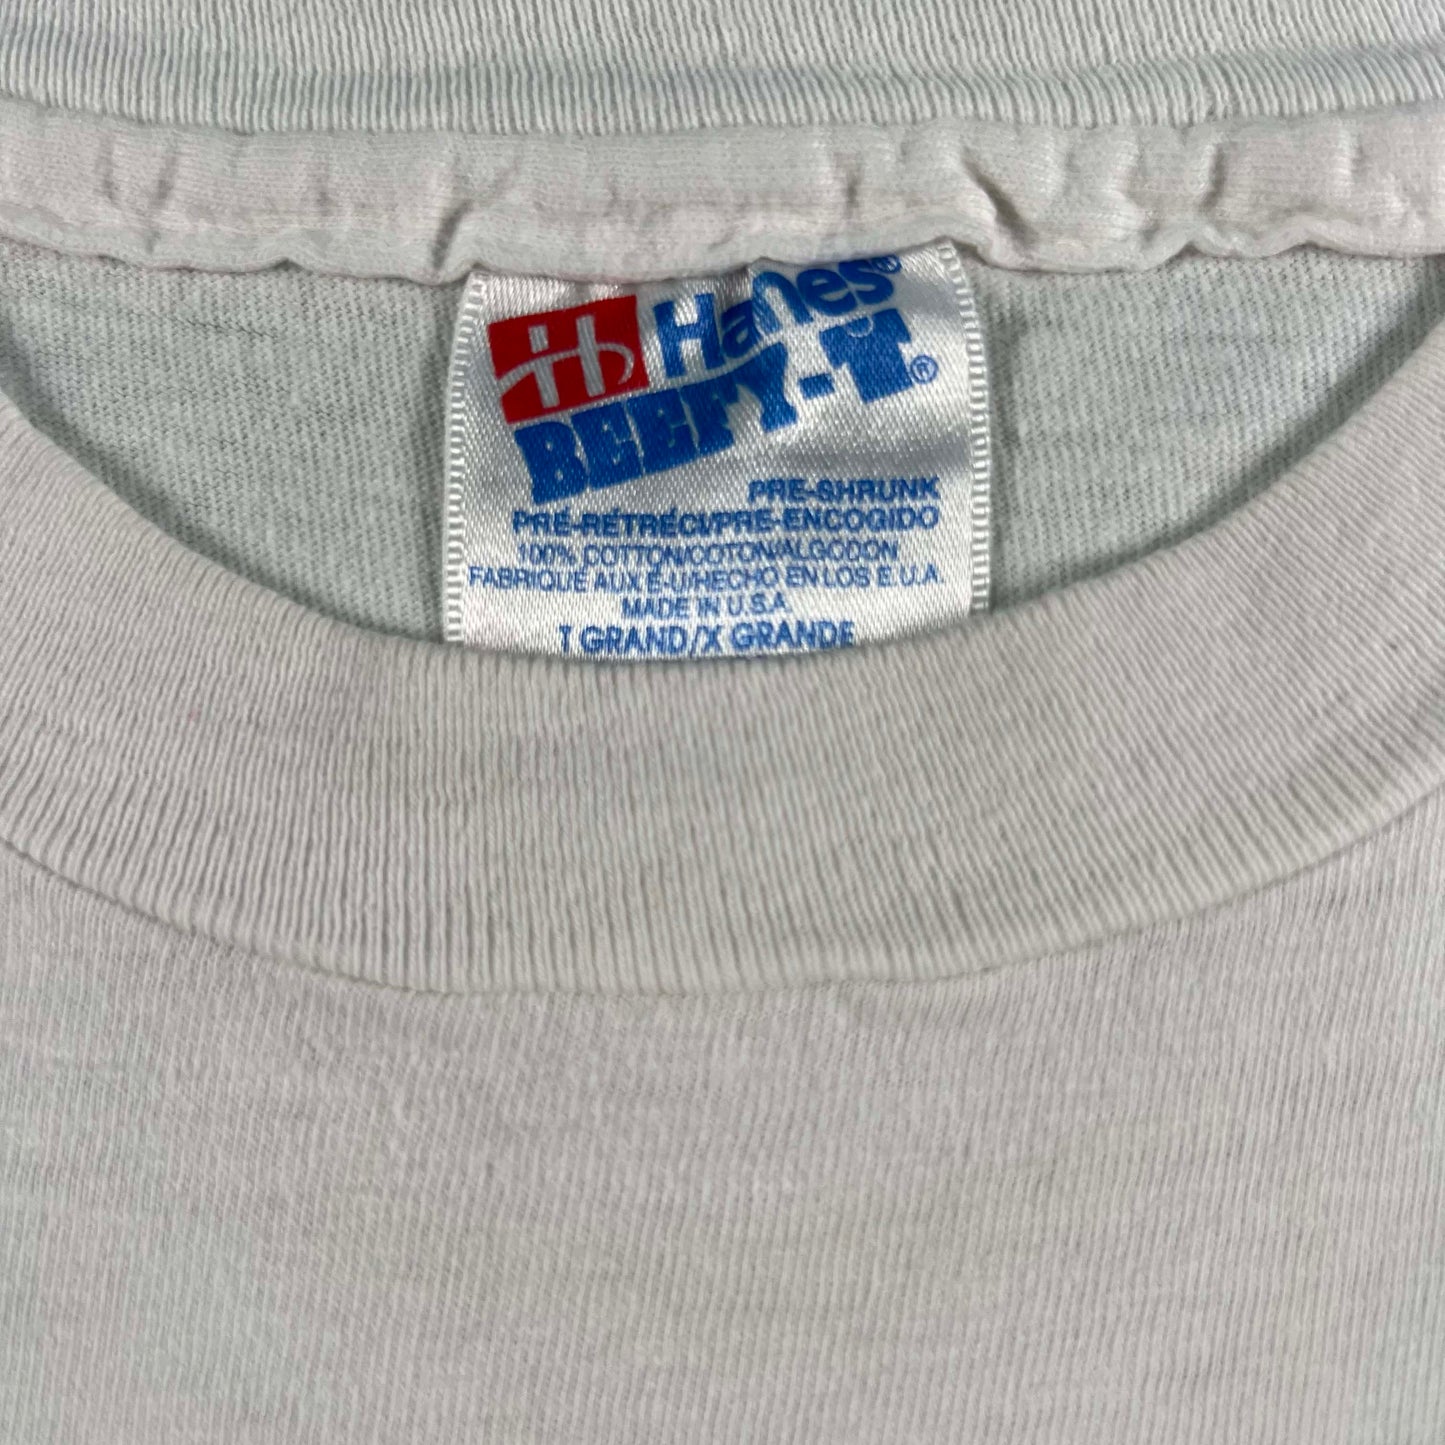 Hanes®
BEEFY-T®
PRE-SHRUNK
PRÉ-RÉTRÉCI/PRE-ENCOGIDO
100% COTTON/COTON/ALGODON
FABRIQUÉ AUX É-U/HECHO EN LOS E.U.A.
MADE IN U.S.A.
T GRAND/X GRANDE